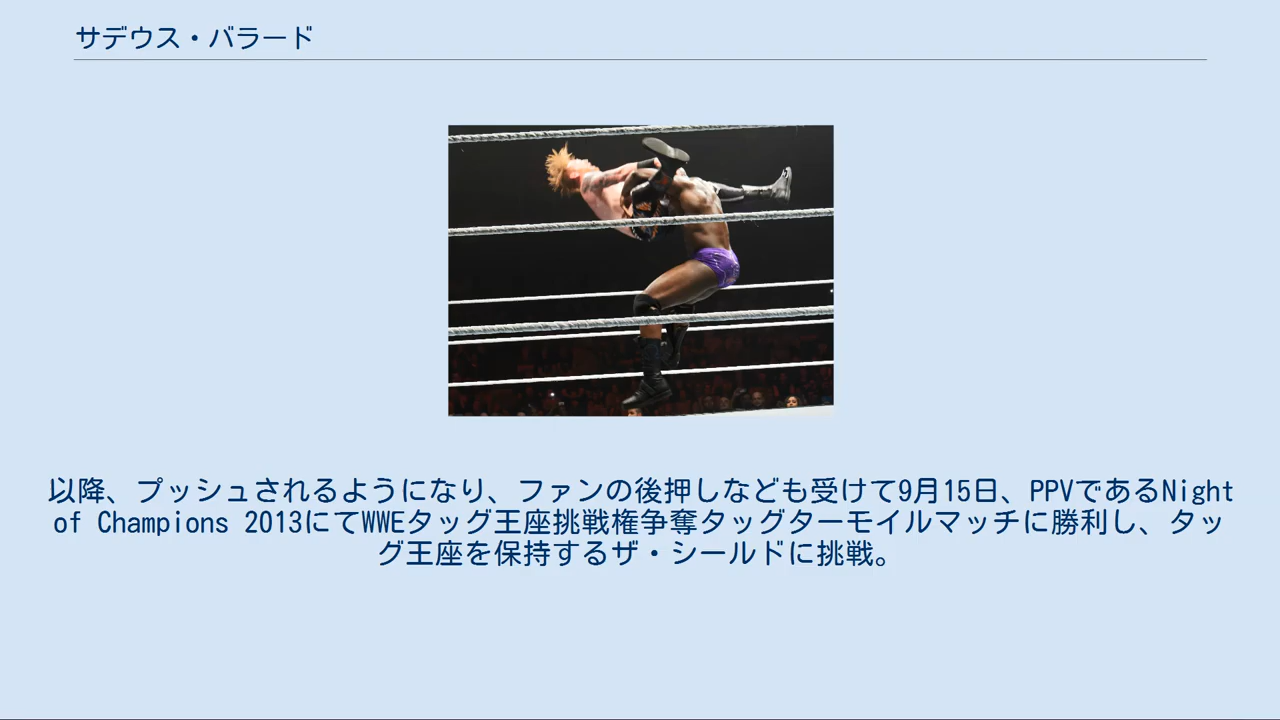 サデウス・バラード
以降、プッシュされるようになり、ファンの後押しなども受けて9月15日、PPVであるNight
of Champions 2013にてWWEタッグ王座挑戦権争奪タッグターモイルマッチに勝利し、タッ
グ王座を保持するザ・シールドに挑戦。